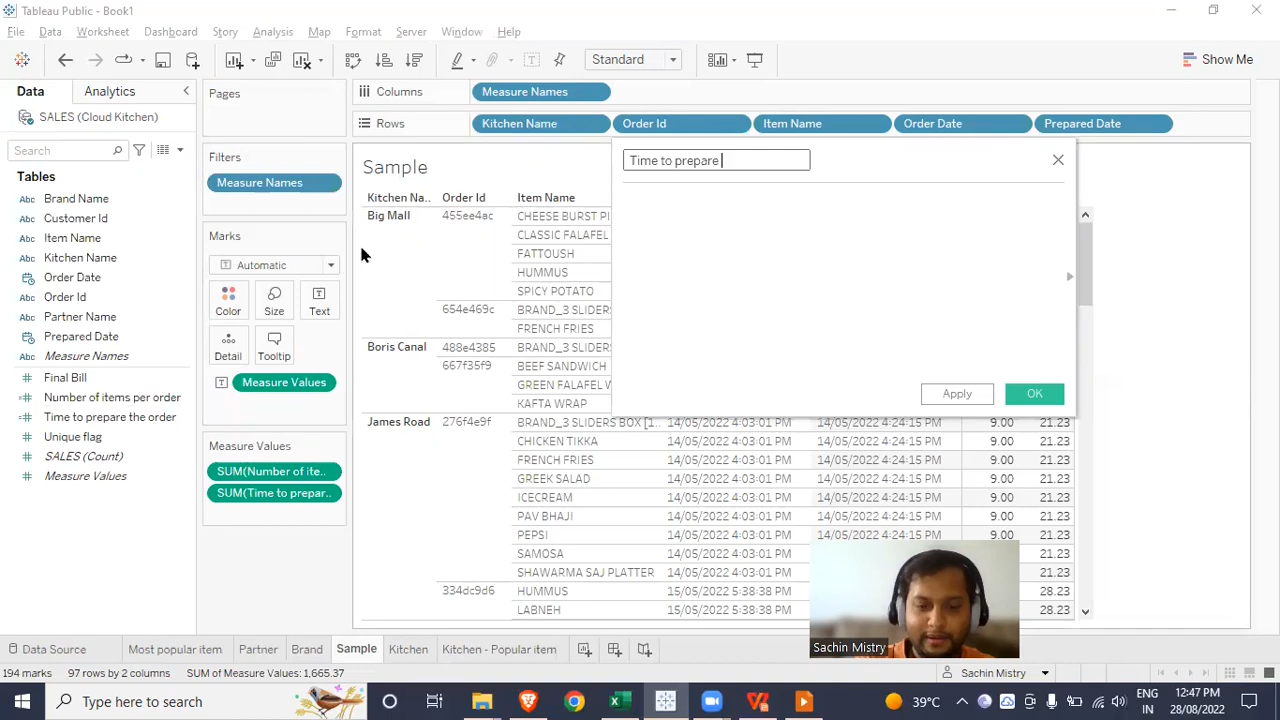 Tableau Public - Book1
File Data Worksheet Dashboard Story Analysis Map Format Server Window Help
Standard
Show Me
Data Analytics
SALES (Cloud Kitchen)
Search
Tables
Abc Brand Name
Abc Customer Id
Abc Item Name
Abc Kitchen Name
Order Date
Abc Order Id
Abc Partner Name
Prepared Date
Abc Measure Names
# Final Bill
# Number of items per order
# Time to prepare the order
# Unique flag
# SALES (Count)
# Measure Values
Pages
Filters
Measure Names
Marks
Automatic
Color Size Text
Detail Tooltip
Measure Values
Measure Values
SUM(Number of ite..
SUM(Time to prepar..
Columns Measure Names
Rows Kitchen Name Order Id Item Name Order Date Prepared Date
Time to prepare
Apply OK
Sample
Kitchen Na.. Order Id Item Name
Big Mall 455ee4ac CHEESE BURST PI
CLASSIC FALAFEL
FATTOUSH
HUMMUS
SPICY POTATO
654e469c BRAND_3 SLIDERS
FRENCH FRIES
Boris Canal 488e4385 BRAND_3 SLIDERS
667f35f9 BEEF SANDWICH
GREEN FALAFEL W
KAFTA WRAP
James Road 276f4e9f BRAND_3 SLIDERS BOX [1.. 14/05/2022 4:03:01 PM 14/05/2022 4:24:15 PM 9.00 21.23
CHICKEN TIKKA 14/05/2022 4:03:01 PM 14/05/2022 4:24:15 PM 9.00 21.23
FRENCH FRIES 14/05/2022 4:03:01 PM 14/05/2022 4:24:15 PM 9.00 21.23
GREEK SALAD 14/05/2022 4:03:01 PM 14/05/2022 4:24:15 PM 9.00 21.23
ICECREAM 14/05/2022 4:03:01 PM 14/05/2022 4:24:15 PM 9.00 21.23
PAV BHAJI 14/05/2022 4:03:01 PM 14/05/2022 4:24:15 PM 9.00 21.23
PEPSI 14/05/2022 4:03:01 PM 14/05/2022 4:24:15 PM 9.00 21.23
SAMOSA 14/05/2022 4:03:01 PM 21.23
SHAWARMA SAJ PLATTER 14/05/2022 4:03:01 PM 21.23
334dc9d6 HUMMUS 15/05/2022 5:38:38 PM 28.23
LABNEH 15/05/2022 5:38:38 PM 28.23
Sachin Mistry
Data Source Most popular item Partner Brand Sample Kitchen Kitchen - Popular item
194 marks 97 rows by 2 columns SUM of Measure Values: 1,665.37 Sachin Mistry
Type here to search
39°C
ENG
IN
12:47 PM
28/08/2022